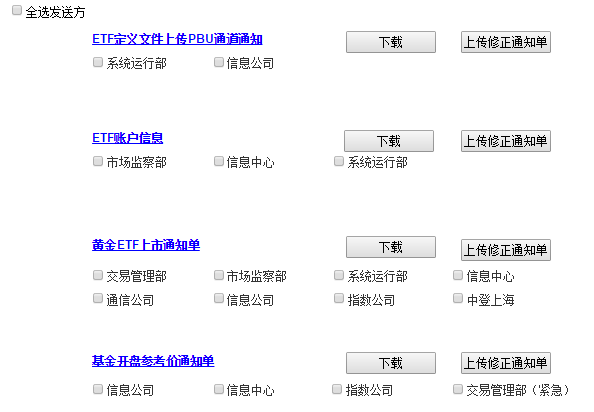 全选发送方
ETF定义文件上传PBU通道通知 下载 上传修正通知单
系统运行部 信息公司
ETF账户信息 下载 上传修正通知单
市场监察部 信息中心 系统运行部
黄金ETF上市通知单 下载 上传修正通知单
交易管理部 市场监察部 系统运行部 信息中心
通信公司 信息公司 指数公司 中登上海
基金开盘参考价通知单 下载 上传修正通知单
信息公司 信息中心 指数公司 交易管理部（紧急）